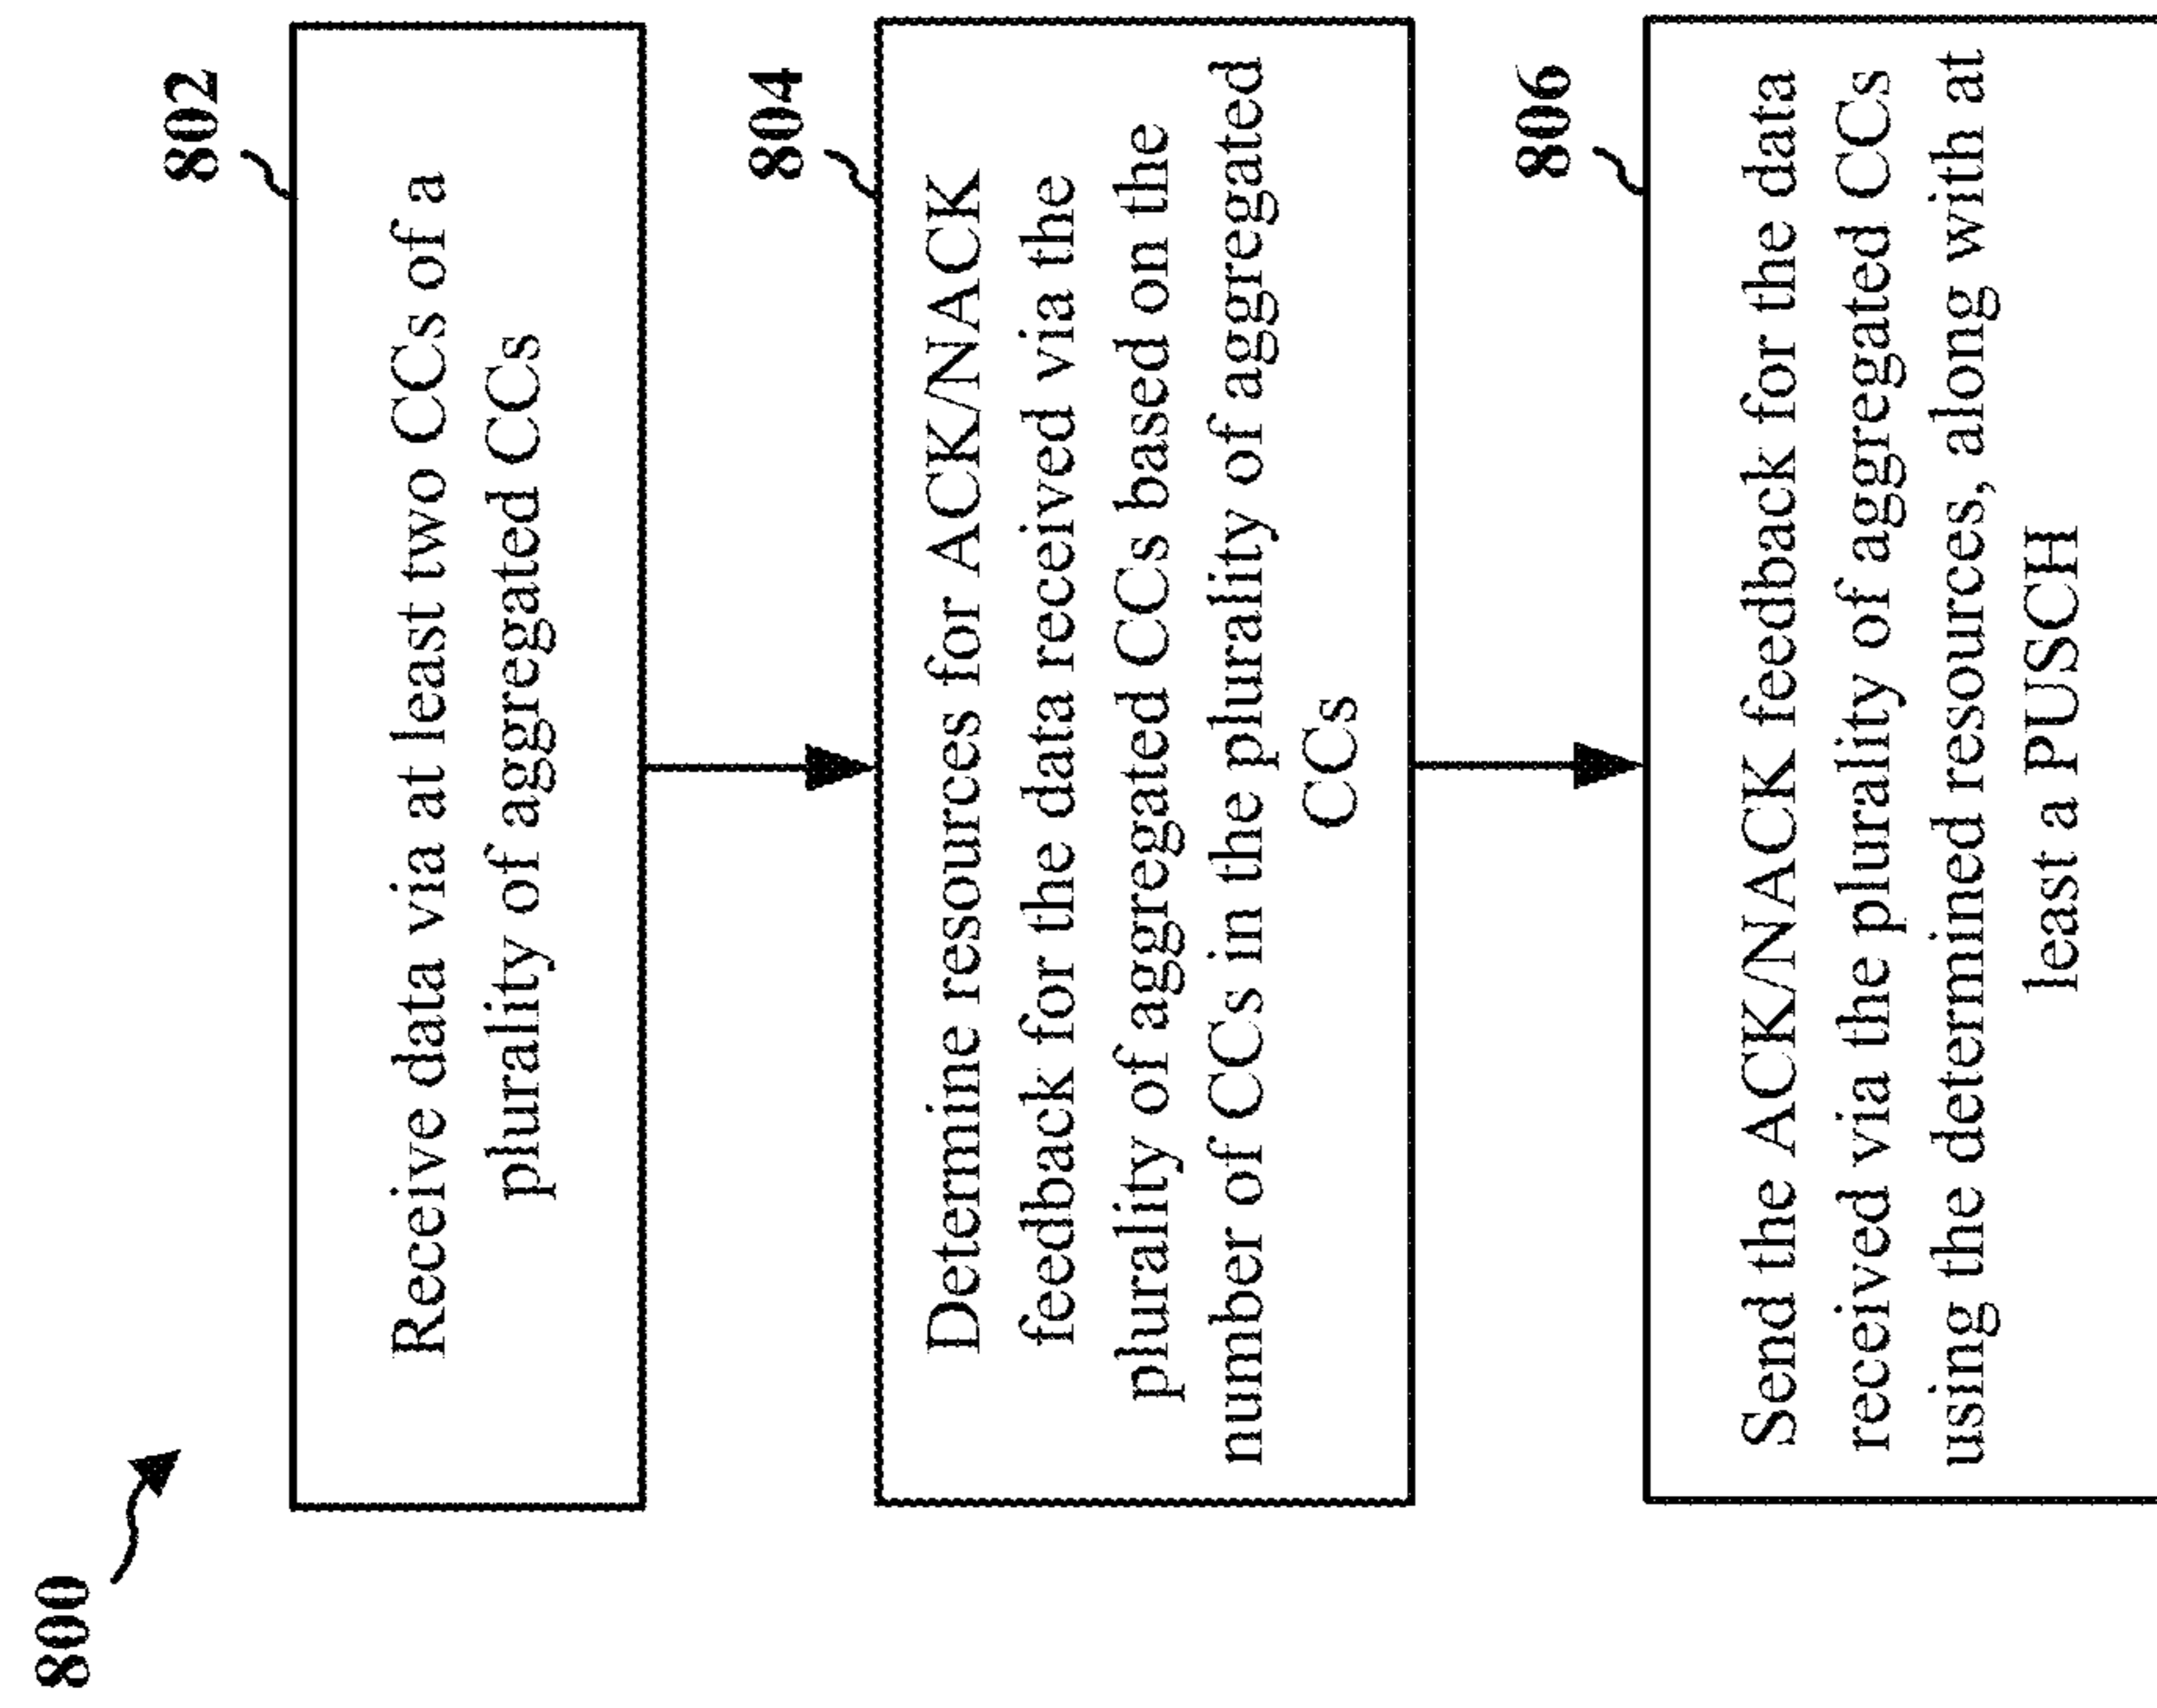 800
802
Receive data via at least two CCs of a
plurality of aggregated CCs
804
Determine resources for ACK/NACK
feedback for the data received via the
plurality of aggregated CCs based on the
number of CCs in the plurality of aggregated
CCs
806
Send the ACK/NACK feedback for the data
received via the plurality of aggregated CCs
using the determined resources, along with at
least a PUSCH